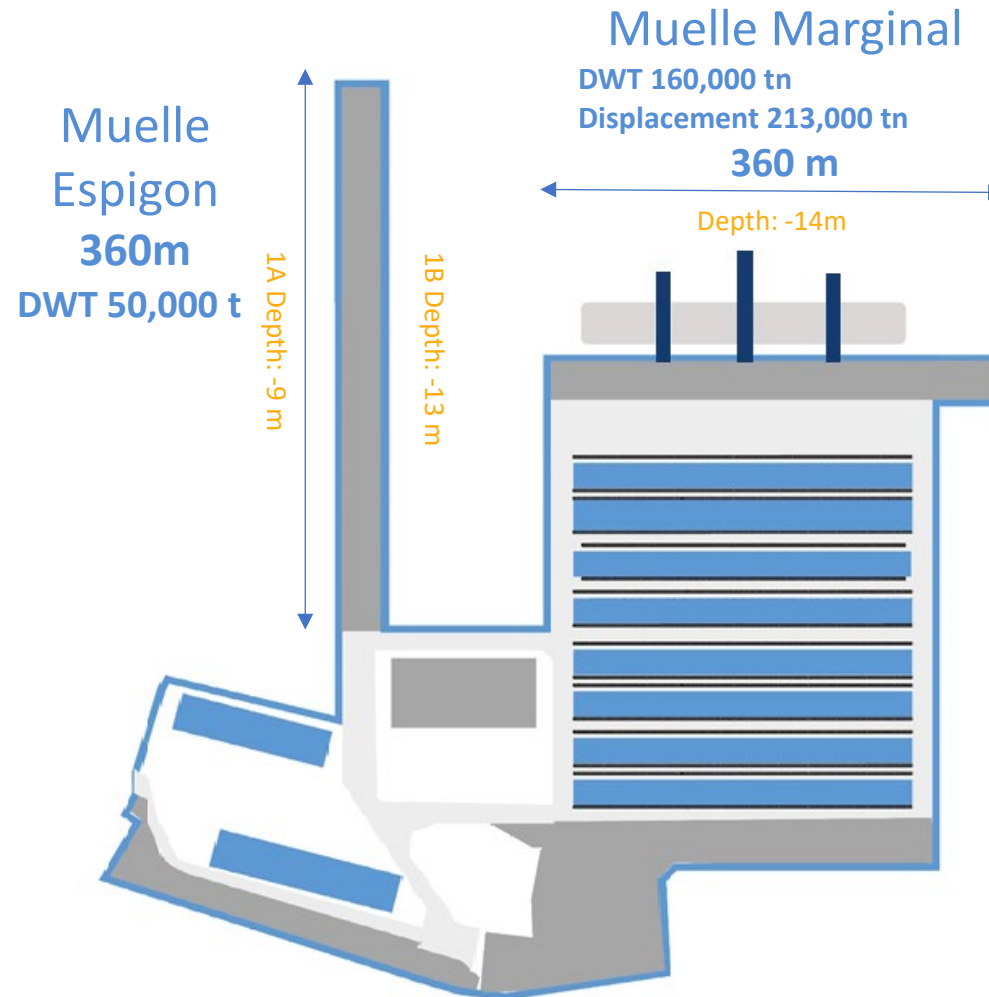 Muelle Marginal
DWT 160,000 tn
Displacement 213,000 tn
360 m
Depth: -14m
Muelle
Espigon
360m
DWT 50,000 t
1A Depth: -9 m
1B Depth: -13 m